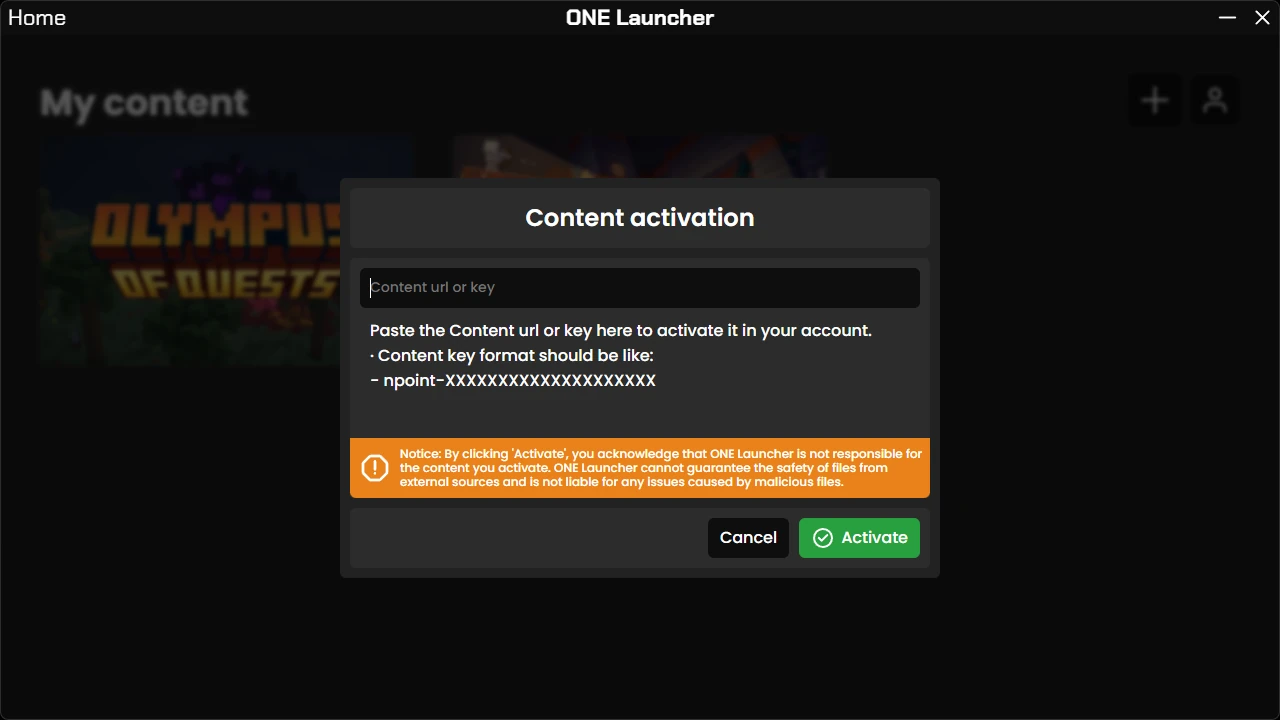 Home
ONE Launcher
My content
OLYMPUS
OF QUESTS
Content activation
Content url or key
Paste the Content url or key here to activate it in your account.
· Content key format should be like:
- npoint-XXXXXXXXXXXXXXXXXXXX
Notice: By clicking 'Activate', you acknowledge that ONE Launcher is not responsible for
the content you activate. ONE Launcher cannot guarantee the safety of files from
external sources and is not liable for any issues caused by malicious files.
Cancel
Activate